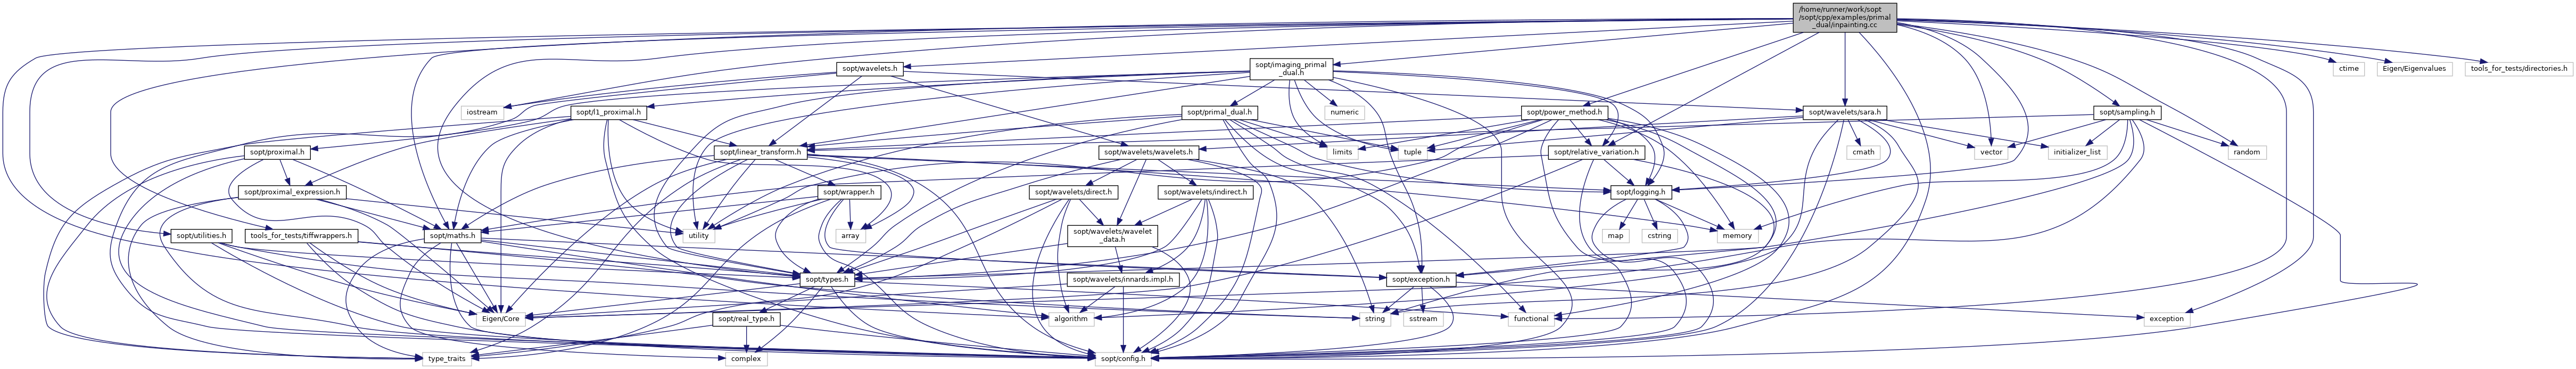 /home/runner/work/sopt
/sopt/cpp/examples/primal
_dual/inpainting.cc
sopt/wavelets.h
sopt/imaging_primal
_dual.h
ctime
Eigen/Eigenvalues
tools_for_tests/directories.h
iostream
sopt/l1_proximal.h
sopt/primal_dual.h
numeric
sopt/power_method.h
sopt/wavelets/sara.h
sopt/sampling.h
sopt/proximal.h
sopt/linear_transform.h
sopt/wavelets/wavelets.h
limits
tuple
sopt/relative_variation.h
cmath
vector
initializer_list
random
sopt/proximal_expression.h
sopt/wrapper.h
sopt/wavelets/direct.h
sopt/wavelets/indirect.h
sopt/logging.h
sopt/utilities.h
tools_for_tests/tiffwrappers.h
sopt/maths.h
utility
array
sopt/wavelets/wavelet
_data.h
map
cstring
memory
sopt/types.h
sopt/wavelets/innards.impl.h
sopt/exception.h
Eigen/Core
sopt/real_type.h
algorithm
string
sstream
functional
exception
type_traits
complex
sopt/config.h